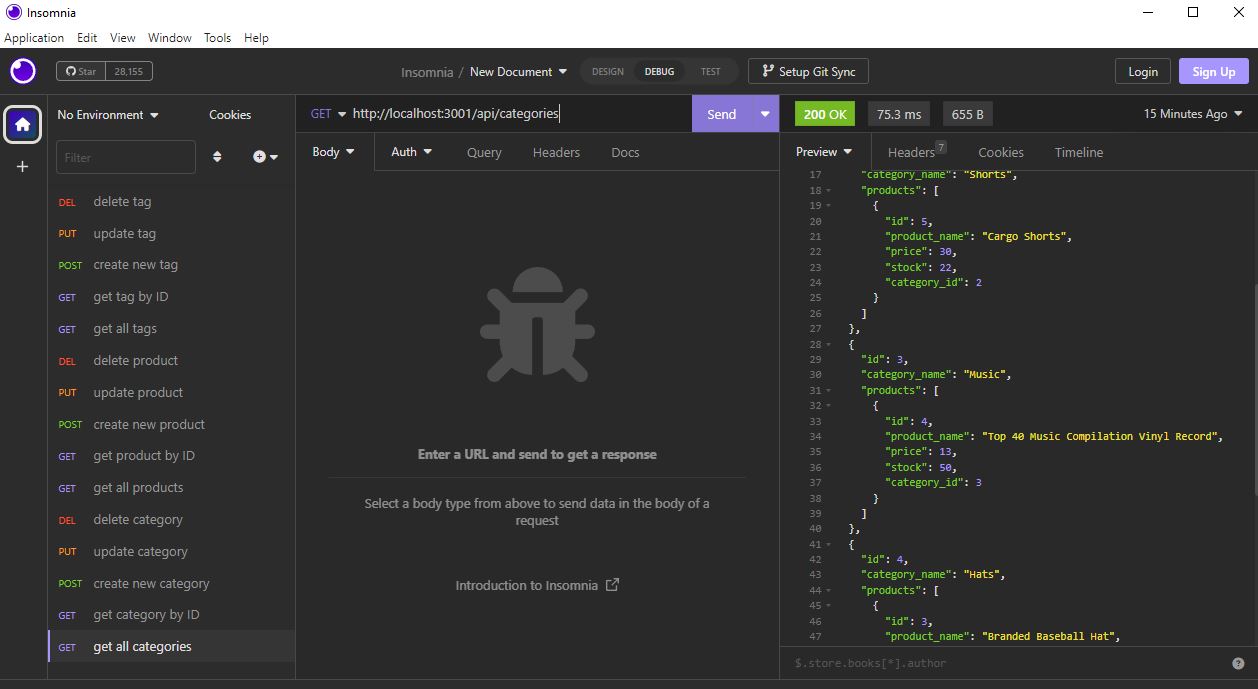 Insomnia
Application Edit View Window Tools Help
Star 28,155
Insomnia / New Document
DESIGN DEBUG TEST
Setup Git Sync
Login
Sign Up
No Environment
Cookies
Filter
DEL delete tag
PUT update tag
POST create new tag
GET get tag by ID
GET get all tags
DEL delete product
PUT update product
POST create new product
GET get product by ID
GET get all products
DEL delete category
PUT update category
POST create new category
GET get category by ID
GET get all categories
GET http://localhost:3001/api/categories
Send
Body Auth Query Headers Docs
Enter a URL and send to get a response
Select a body type from above to send data in the body of a
request
Introduction to Insomnia
200 OK 75.3 ms 655 B 15 Minutes Ago
Preview Headers 7 Cookies Timeline
17 "category_name": "Shorts",
18 "products": [
19 {
20 "id": 5,
21 "product_name": "Cargo Shorts",
22 "price": 30,
23 "stock": 22,
24 "category_id": 2
25 }
26 ]
27 },
28 {
29 "id": 3,
30 "category_name": "Music",
31 "products": [
32 {
33 "id": 4,
34 "product_name": "Top 40 Music Compilation Vinyl Record",
35 "price": 13,
36 "stock": 50,
37 "category_id": 3
38 }
39 ]
40 },
41 {
42 "id": 4,
43 "category_name": "Hats",
44 "products": [
45 {
46 "id": 3,
47 "product_name": "Branded Baseball Hat",
$.store.books[*].author
?